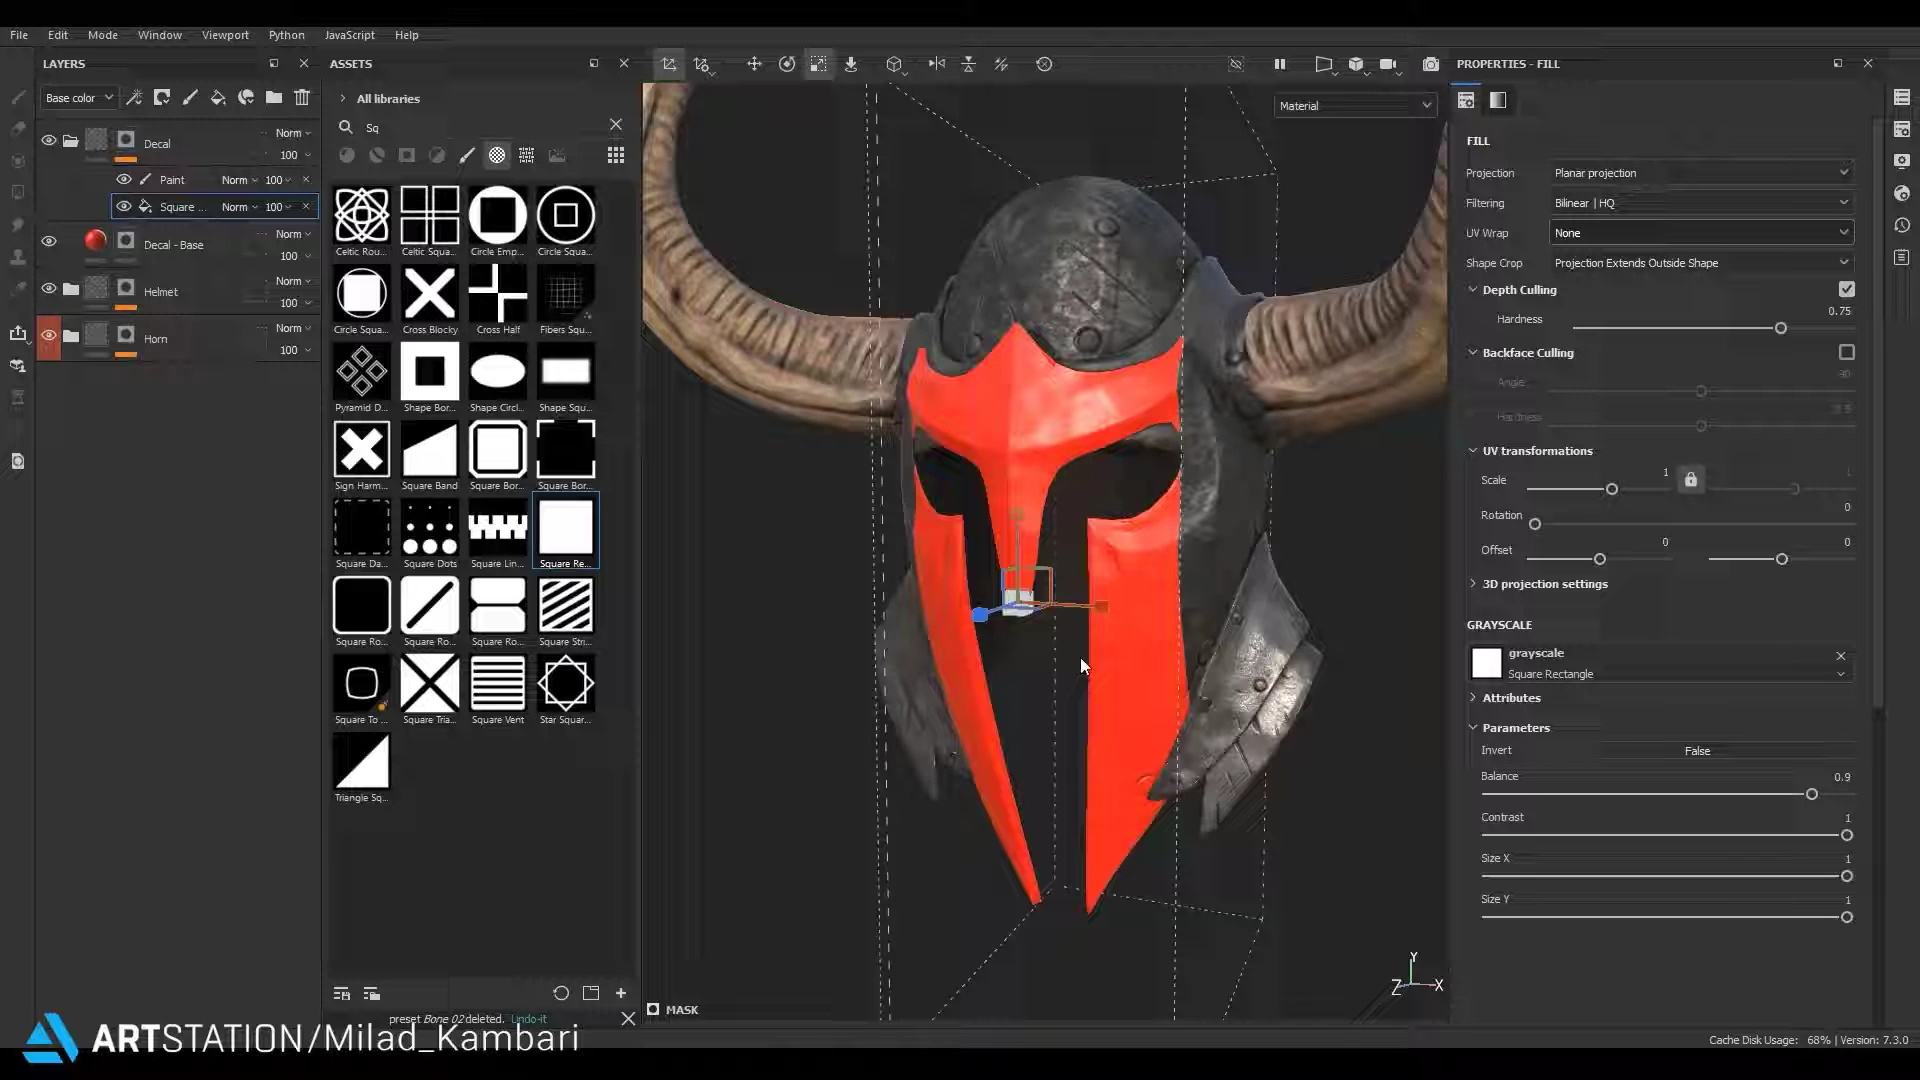 File Edit Mode Window Viewport Python JavaScript Help
LAYERS
Base color
Decal Norm
100
Paint Norm 100
Square ... Norm 100
Decal - Base Norm
100
Helmet Norm
100
Horn Norm
100
ASSETS
All libraries
Sq
Celtic Rou... Celtic Squa... Circle Emp... Circle Squa...
Circle Squa... Cross Blocky Cross Half Fibers Squ...
Pyramid D... Shape Bor... Shape Circl... Shape Squ...
Sign Harm... Square Band Square Bor... Square Bor...
Square Da... Square Dots Square Lin... Square Re...
Square Ro... Square Ro... Square Ro... Square Stri...
Square To ... Square Tria... Square Vent Star Squar...
Triangle Sq...
preset Bone 02 deleted. Undo-it
Material
MASK
Y
Z X
PROPERTIES - FILL
FILL
Projection Planar projection
Filtering Bilinear | HQ
UV Wrap None
Shape Crop Projection Extends Outside Shape
Depth Culling
Hardness 0.75
Backface Culling
Angle
Hardness
UV transformations
Scale 1 1
Rotation 0
Offset 0 0
3D projection settings
GRAYSCALE
grayscale
Square Rectangle
Attributes
Parameters
Invert False
Balance 0.9
Contrast 1
Size X 1
Size Y 1
Cache Disk Usage: 68% | Version: 7.3.0
ARTSTATION/Milad_Kambari